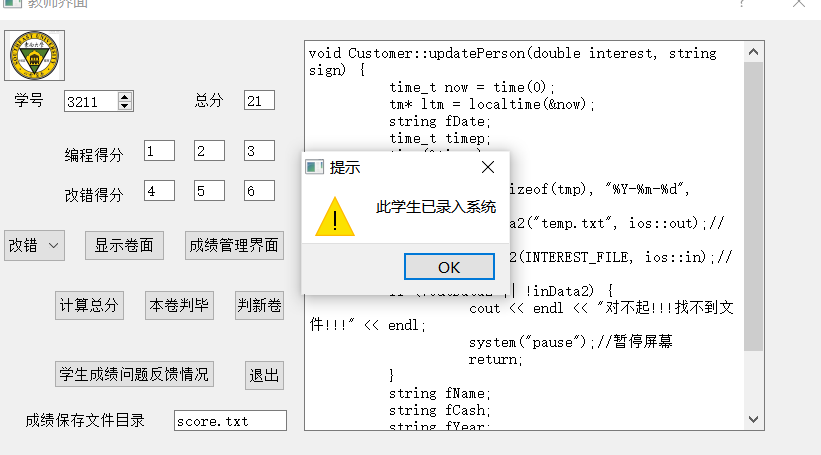 教师界面
学号 3211 总分 21
编程得分 1 2 3
改错得分 4 5 6
改错 显示卷面 成绩管理界面
计算总分 本卷判毕 判新卷
学生成绩问题反馈情况 退出
成绩保存文件目录 score.txt
void Customer::updatePerson(double interest, string
sign) {
time_t now = time(0);
tm* ltm = localtime(&now);
string fDate;
time_t timep;
izeof(tmp), "%Y-%m-%d",
a2("temp.txt", ios::out);//
2(INTEREST_FILE, ios::in);//
|| !inData2) {
cout << endl << "对不起!!!找不到文
件!!!" << endl;
system("pause");//暂停屏幕
return;
}
string fName;
string fCash;
string fYear;
提示
此学生已录入系统
OK